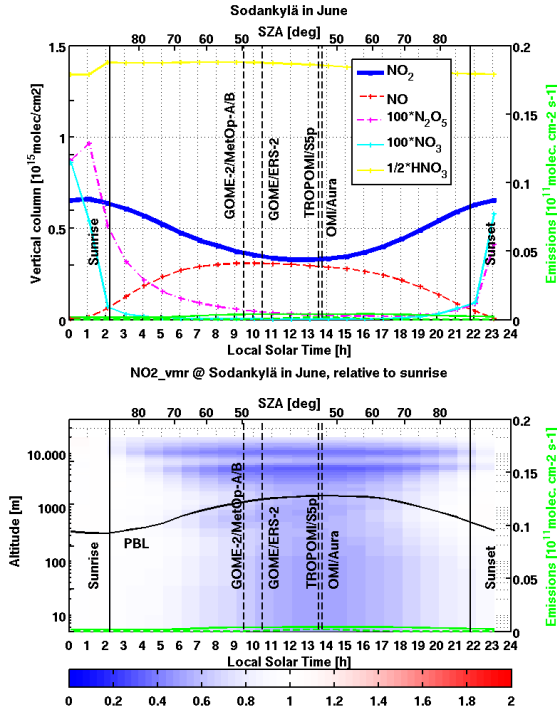 Sodankylä in June
SZA [deg]
80 70 60 50 50 60 70 80
1.5 1 0.5 0
Vertical column [10^15 molec/cm2]
0.2 0.15 0.1 0.05 0
Emissions [10^11 molec. cm-2 s-1]
NO2
NO
100*N2O5
100*NO3
1/2*HNO3
Sunrise
GOME-2/MetOp-A/B
GOME/ERS-2
TROPOMI/S5p
OMI/Aura
Sunset
0 1 2 3 4 5 6 7 8 9 10 11 12 13 14 15 16 17 18 19 20 21 22 23 24
Local Solar Time [h]
NO2_vmr @ Sodankylä in June, relative to sunrise
SZA [deg]
80 70 60 50 50 60 70 80
10.000 1000 100 10
Altitude [m]
0.2 0.15 0.1 0.05 0
Emissions [10^11 molec. cm-2 s-1]
Sunrise
PBL
GOME-2/MetOp-A/B
GOME/ERS-2
TROPOMI/S5p
OMI/Aura
Sunset
0 1 2 3 4 5 6 7 8 9 10 11 12 13 14 15 16 17 18 19 20 21 22 23 24
Local Solar Time [h]
0 0.2 0.4 0.6 0.8 1 1.2 1.4 1.6 1.8 2